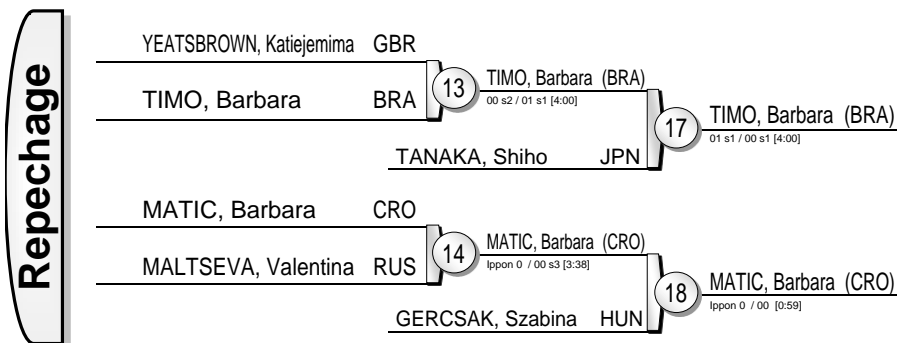 Repechage
YEATSBROWN, Katiejemima GBR
TIMO, Barbara BRA
13
TIMO, Barbara (BRA)
00 s2 / 01 s1 [4:00]
TANAKA, Shiho JPN
17
TIMO, Barbara (BRA)
01 s1 / 00 s1 [4:00]
MATIC, Barbara CRO
MALTSEVA, Valentina RUS
14
MATIC, Barbara (CRO)
Ippon 0 / 00 s3 [3:38]
GERCSAK, Szabina HUN
18
MATIC, Barbara (CRO)
Ippon 0 / 00 [0:59]